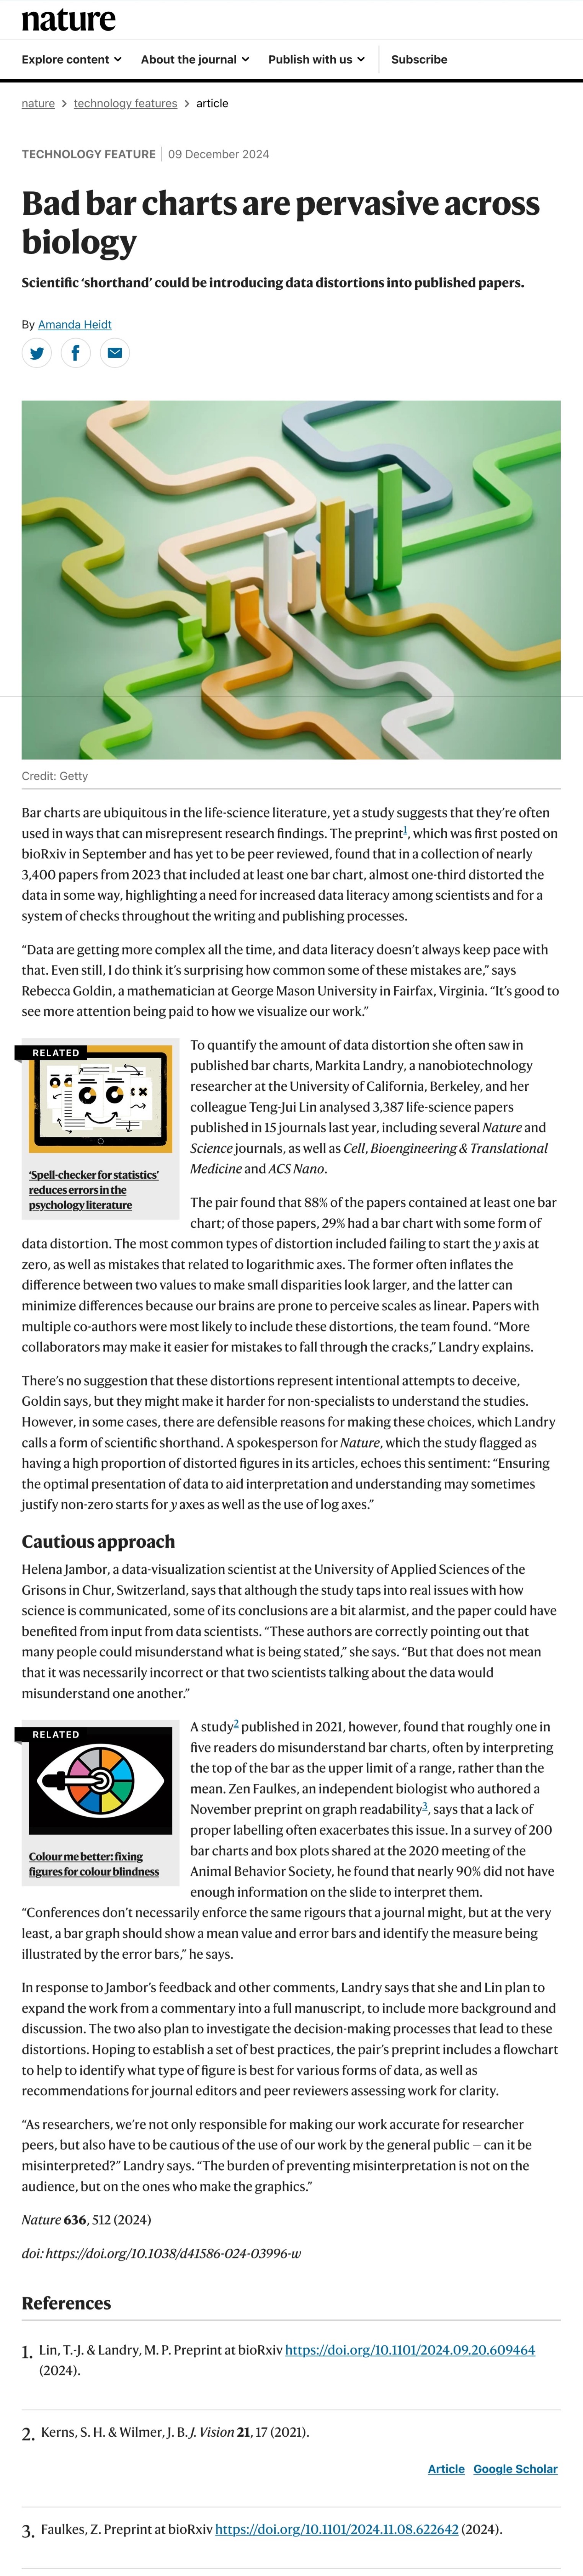 nature
Explore content About the journal Publish with us Subscribe
nature > technology features > article
TECHNOLOGY FEATURE | 09 December 2024
Bad bar charts are pervasive across
biology
Scientific ‘shorthand’ could be introducing data distortions into published papers.
By Amanda Heidt
f
Credit: Getty
Bar charts are ubiquitous in the life-science literature, yet a study suggests that they’re often
used in ways that can misrepresent research findings. The preprint1, which was first posted on
bioRxiv in September and has yet to be peer reviewed, found that in a collection of nearly
3,400 papers from 2023 that included at least one bar chart, almost one-third distorted the
data in some way, highlighting a need for increased data literacy among scientists and for a
system of checks throughout the writing and publishing processes.
“Data are getting more complex all the time, and data literacy doesn’t always keep pace with
that. Even still, I do think it’s surprising how common some of these mistakes are,” says
Rebecca Goldin, a mathematician at George Mason University in Fairfax, Virginia. “It’s good to
see more attention being paid to how we visualize our work.”
RELATED
‘Spell-checker for statistics’
reduces errors in the
psychology literature
To quantify the amount of data distortion she often saw in
published bar charts, Markita Landry, a nanobiotechnology
researcher at the University of California, Berkeley, and her
colleague Teng-Jui Lin analysed 3,387 life-science papers
published in 15 journals last year, including several Nature and
Science journals, as well as Cell, Bioengineering & Translational
Medicine and ACS Nano.
The pair found that 88% of the papers contained at least one bar
chart; of those papers, 29% had a bar chart with some form of
data distortion. The most common types of distortion included failing to start the y axis at
zero, as well as mistakes that related to logarithmic axes. The former often inflates the
difference between two values to make small disparities look larger, and the latter can
minimize differences because our brains are prone to perceive scales as linear. Papers with
multiple co-authors were most likely to include these distortions, the team found. “More
collaborators may make it easier for mistakes to fall through the cracks,” Landry explains.
There’s no suggestion that these distortions represent intentional attempts to deceive,
Goldin says, but they might make it harder for non-specialists to understand the studies.
However, in some cases, there are defensible reasons for making these choices, which Landry
calls a form of scientific shorthand. A spokesperson for Nature, which the study flagged as
having a high proportion of distorted figures in its articles, echoes this sentiment: “Ensuring
the optimal presentation of data to aid interpretation and understanding may sometimes
justify non-zero starts for y axes as well as the use of log axes.”
Cautious approach
Helena Jambor, a data-visualization scientist at the University of Applied Sciences of the
Grisons in Chur, Switzerland, says that although the study taps into real issues with how
science is communicated, some of its conclusions are a bit alarmist, and the paper could have
benefited from input from data scientists. “These authors are correctly pointing out that
many people could misunderstand what is being stated,” she says. “But that does not mean
that it was necessarily incorrect or that two scientists talking about the data would
misunderstand one another.”
RELATED
Colour me better: fixing
figures for colour blindness
A study2 published in 2021, however, found that roughly one in
five readers do misunderstand bar charts, often by interpreting
the top of the bar as the upper limit of a range, rather than the
mean. Zen Faulkes, an independent biologist who authored a
November preprint on graph readability3, says that a lack of
proper labelling often exacerbates this issue. In a survey of 200
bar charts and box plots shared at the 2020 meeting of the
Animal Behavior Society, he found that nearly 90% did not have
enough information on the slide to interpret them.
“Conferences don’t necessarily enforce the same rigours that a journal might, but at the very
least, a bar graph should show a mean value and error bars and identify the measure being
illustrated by the error bars,” he says.
In response to Jambor’s feedback and other comments, Landry says that she and Lin plan to
expand the work from a commentary into a full manuscript, to include more background and
discussion. The two also plan to investigate the decision-making processes that lead to these
distortions. Hoping to establish a set of best practices, the pair’s preprint includes a flowchart
to help to identify what type of figure is best for various forms of data, as well as
recommendations for journal editors and peer reviewers assessing work for clarity.
“As researchers, we’re not only responsible for making our work accurate for researcher
peers, but also have to be cautious of the use of our work by the general public — can it be
misinterpreted?” Landry says. “The burden of preventing misinterpretation is not on the
audience, but on the ones who make the graphics.”
Nature 636, 512 (2024)
doi: https://doi.org/10.1038/d41586-024-03996-w
References
1. Lin, T.-J. & Landry, M. P. Preprint at bioRxiv https://doi.org/10.1101/2024.09.20.609464
(2024).
2. Kerns, S. H. & Wilmer, J. B. J. Vision 21, 17 (2021).
Article Google Scholar
3. Faulkes, Z. Preprint at bioRxiv https://doi.org/10.1101/2024.11.08.622642 (2024).